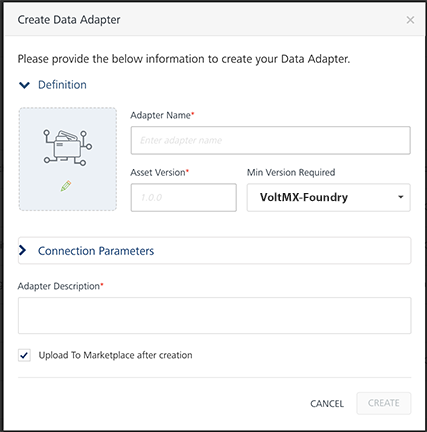 Create Data Adapter
Please provide the below information to create your Data Adapter.
Definition
Adapter Name*
Enter adapter name
Asset Version* Min Version Required
1.0.0 VoltMX-Foundry
Connection Parameters
Adapter Description*
Upload To Marketplace after creation
CANCEL CREATE